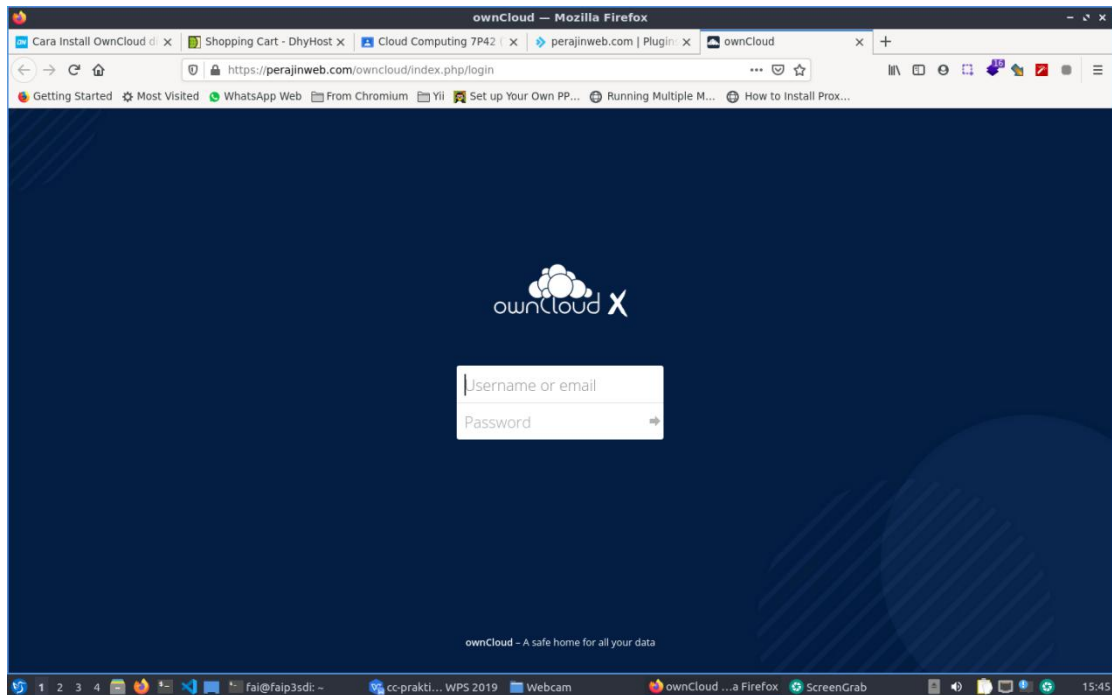 ownCloud — Mozilla Firefox
Cara Install OwnCloud d
Shopping Cart - DhyHost
Cloud Computing 7P42 (
perajinweb.com | Plugin
ownCloud
https://perajinweb.com/owncloud/index.php/login
16
Getting Started
Most Visited
WhatsApp Web
From Chromium
Yii
Set up Your Own PP...
Running Multiple M...
How to Install Prox...
ownCloud X
Username or email
Password
ownCloud – A safe home for all your data
1 2 3 4
fai@faip3sdi: ~
cc-prakti... WPS 2019
Webcam
ownCloud ...a Firefox
ScreenGrab
15:45